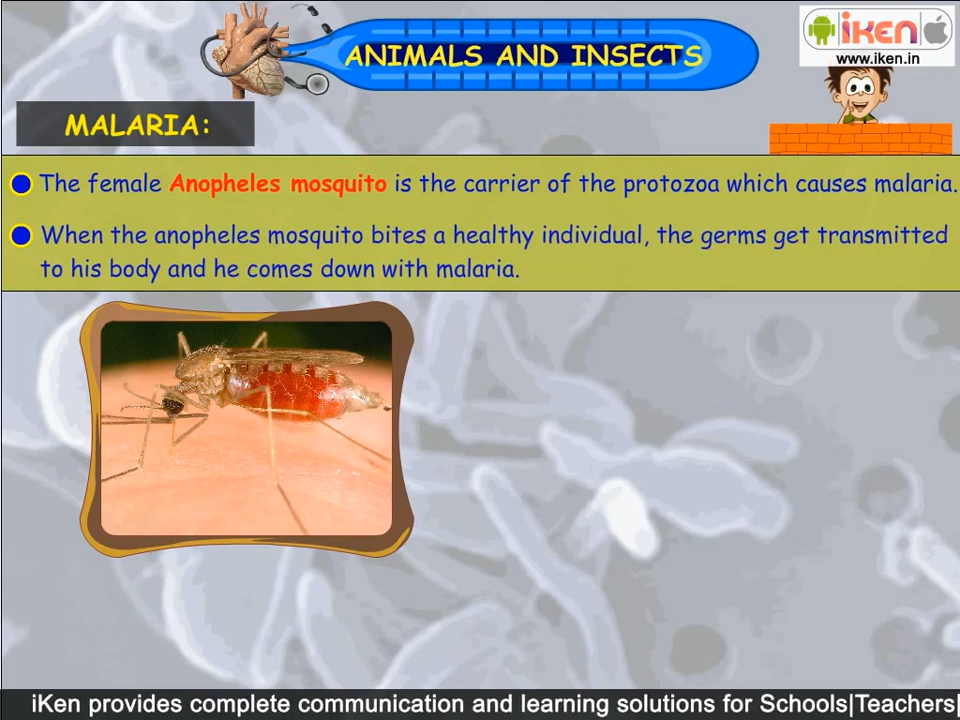 ANIMALS AND INSECTS
iKEN
www.iken.in
MALARIA:
The female Anopheles mosquito is the carrier of the protozoa which causes malaria.
When the anopheles mosquito bites a healthy individual, the germs get transmitted
to his body and he comes down with malaria.
iKen provides complete communication and learning solutions for Schools|Teachers|